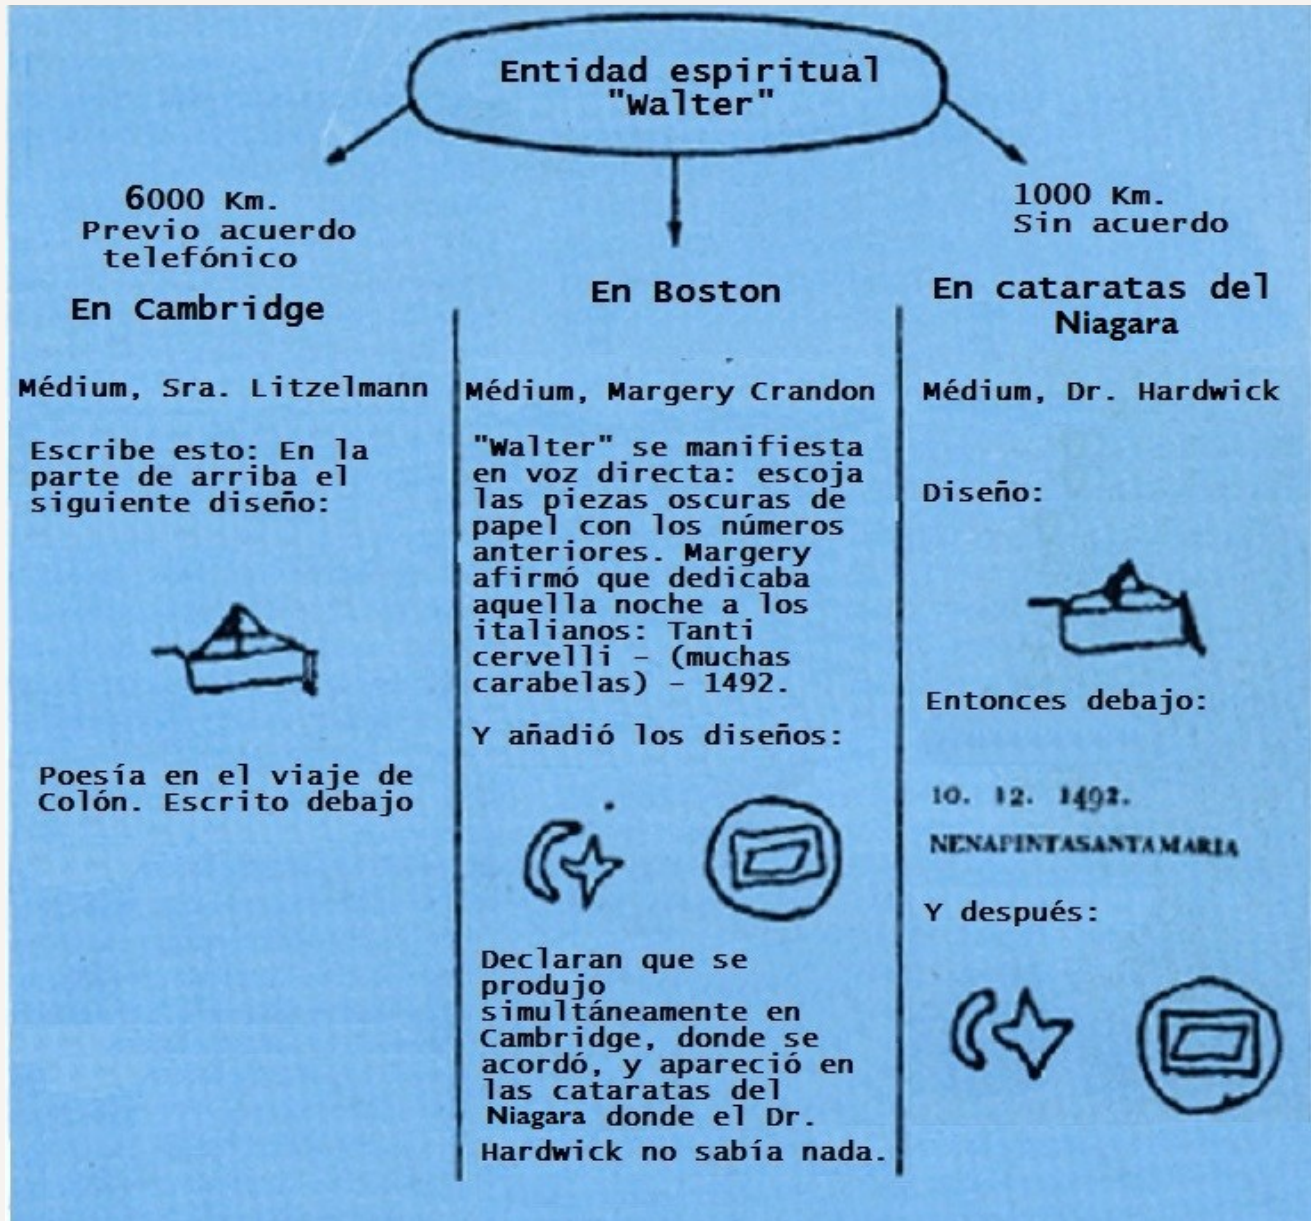 Entidad espiritual
"Walter"
6000 Km.
Previo acuerdo
telefónico
En Cambridge
Médium, Sra. Litzelmann
Escribe esto: En la
parte de arriba el
siguiente diseño:
Poesía en el viaje de
Colón. Escrito debajo
En Boston
Médium, Margery Crandon
"Walter" se manifiesta
en voz directa: escoja
las piezas oscuras de
papel con los números
anteriores. Margery
afirmó que dedicaba
aquella noche a los
italianos: Tanti
cervelli – (muchas
carabelas) – 1492.
Y añadió los diseños:
Declaran que se
produjo
simultáneamente en
Cambridge, donde se
acordó, y apareció en
las cataratas del
Niagara donde el Dr.
Hardwick no sabía nada.
1000 Km.
Sin acuerdo
En cataratas del
Niagara
Médium, Dr. Hardwick
Diseño:
Entonces debajo:
10. 12. 1492.
NENAPINTASANTAMARIA
Y después: